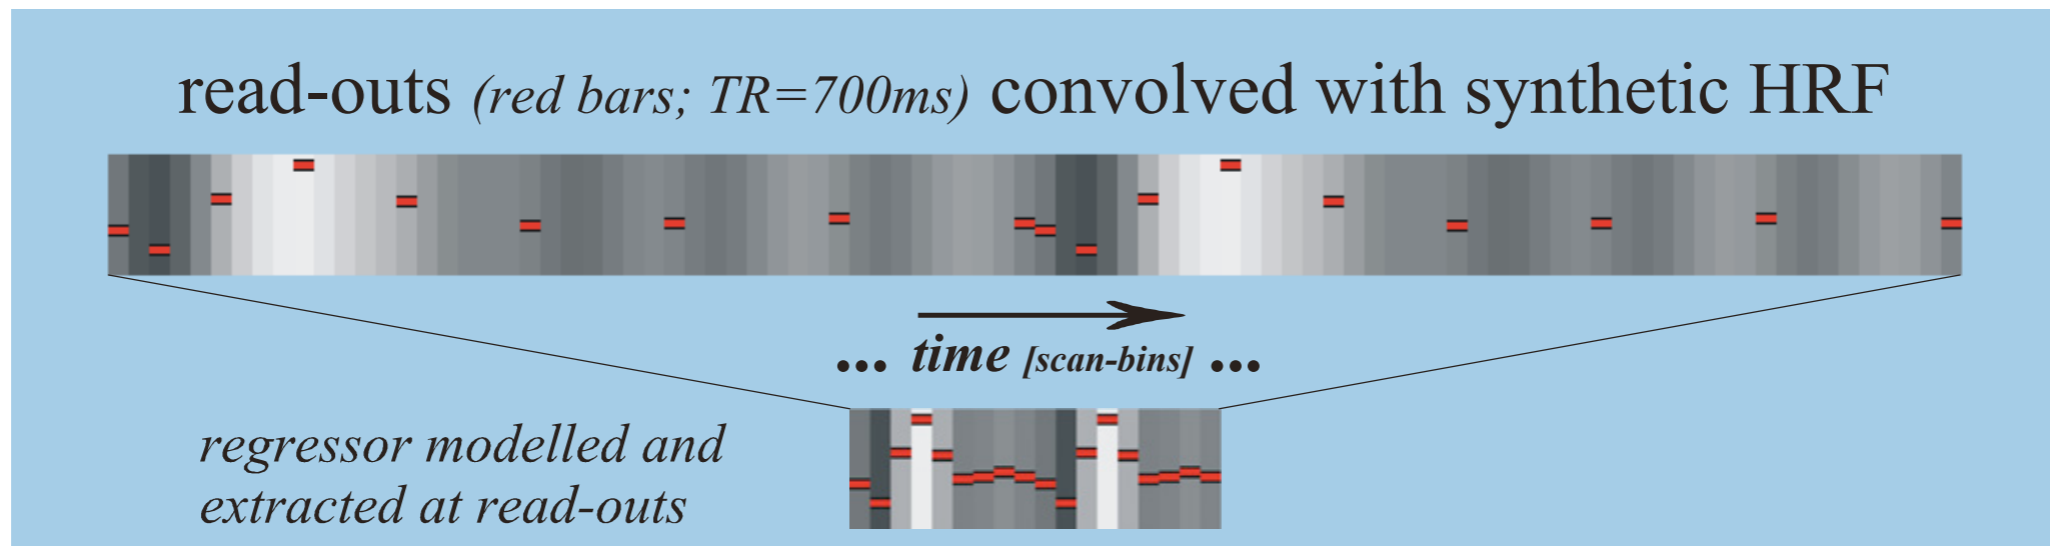 read-outs (red bars; TR=700ms) convolved with synthetic HRF
... time [scan-bins] ...
regressor modelled and
extracted at read-outs